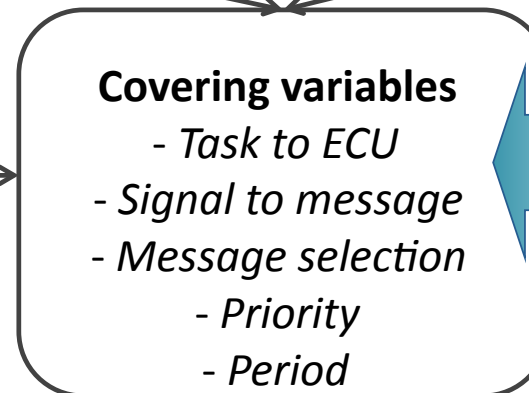 Covering variables
- Task to ECU
- Signal to message
- Message selection
- Priority
- Period